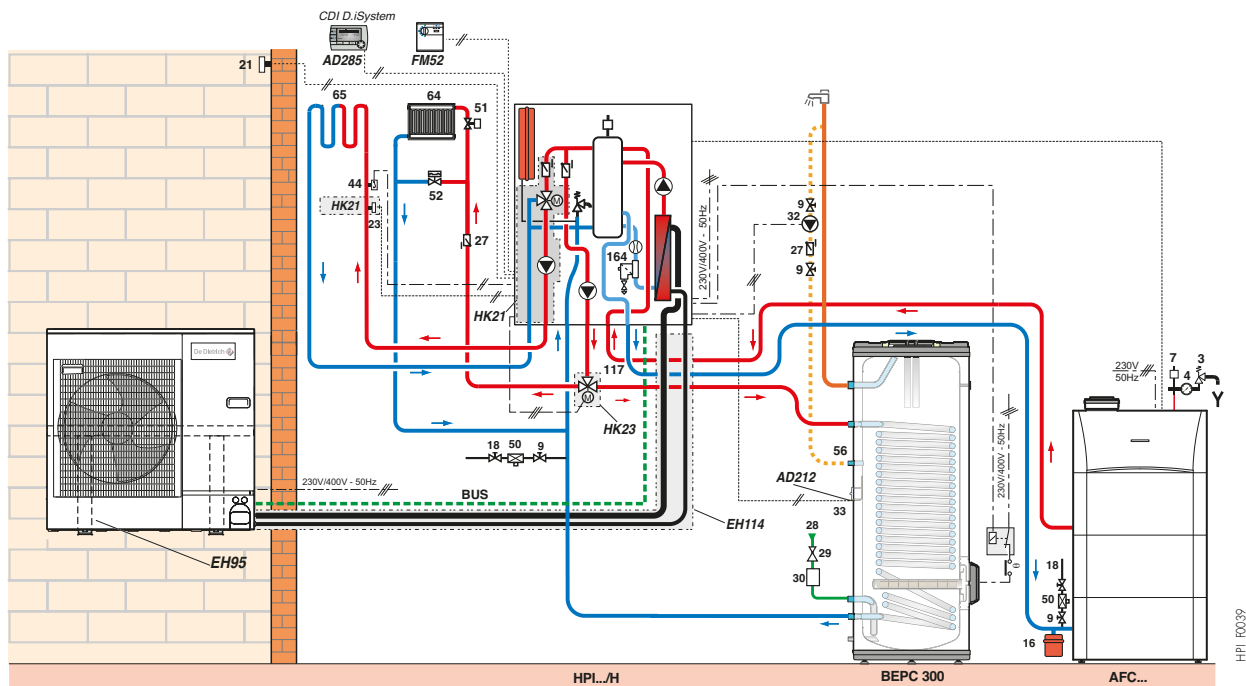 CDI D.iSystem
AD285
FM52
21
65
64
51
44
HK21
23
52
27
HK21
164
230V/400V - 50Hz
9
32
27
9
117
HK23
18 50 9
230V/400V - 50Hz
BUS
De Dietrich
EH95
EH114
56
AD212
33
28
29
30
230V/400V - 50Hz
θ
M
M
230V
50Hz
7
4
3
Y
18
50
9
16
HPI.../H
BEPC 300
AFC...
HPI F0039